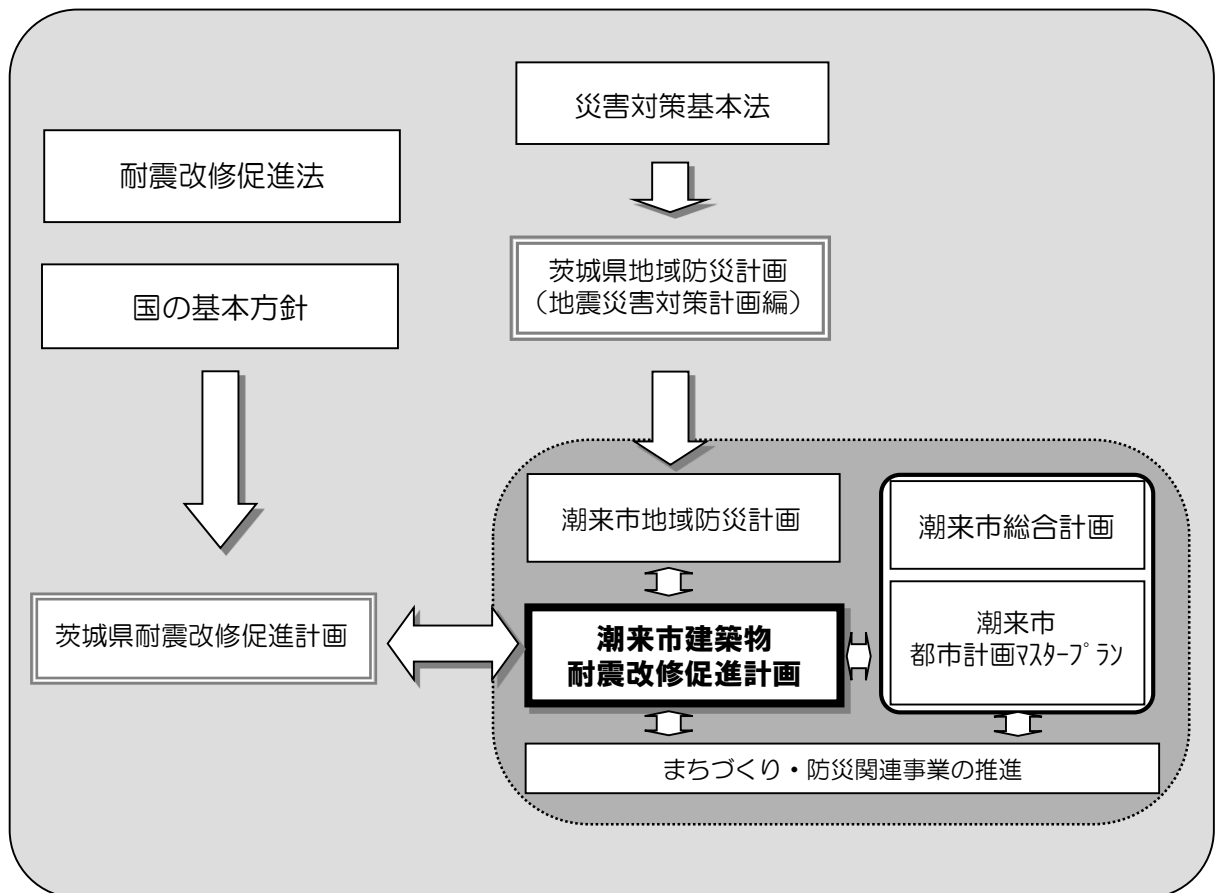 災害対策基本法
耐震改修促進法
茨城県地域防災計画
（地震災害対策計画編）
国の基本方針
潮来市地域防災計画
潮来市総合計画
茨城県耐震改修促進計画
潮来市建築物
耐震改修促進計画
潮来市
都市計画ﾏｽﾀｰﾌﾟﾗﾝ
まちづくり・防災関連事業の推進